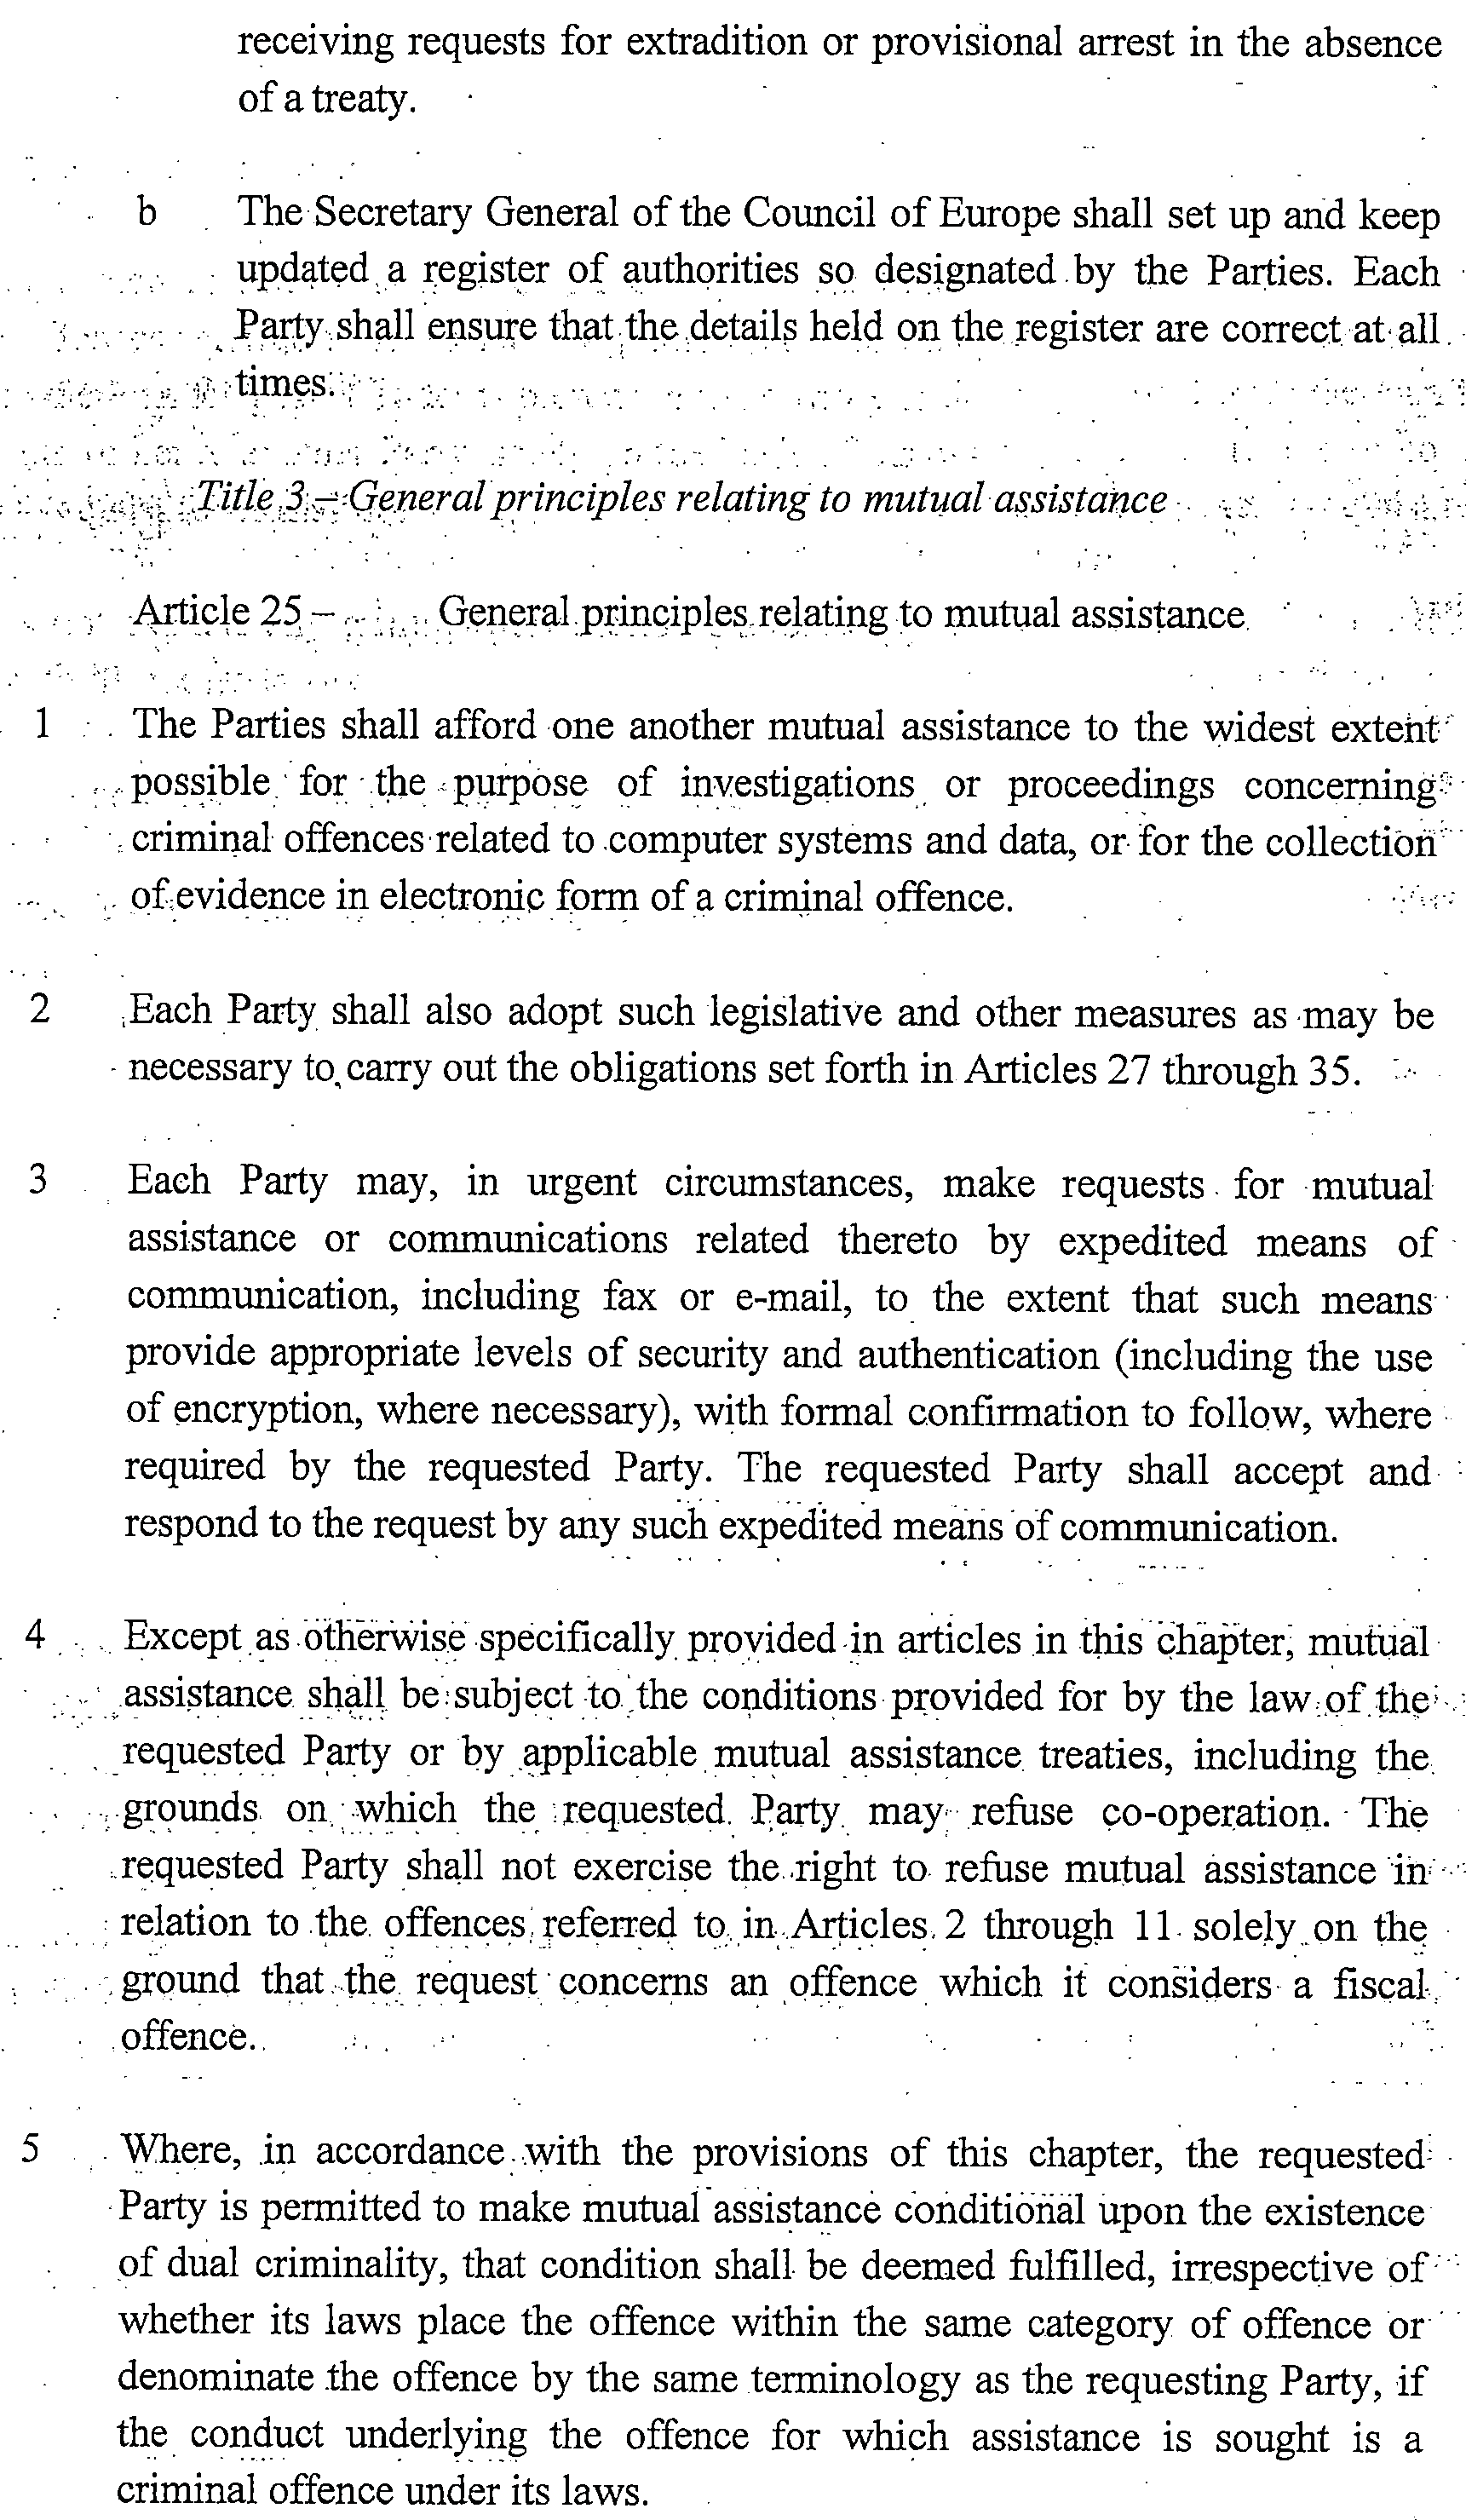 receiving requests for extradition or provisional arrest in the absence
of a treaty.
b The Secretary General of the Council of Europe shall set up and keep
updated a register of authorities so designated by the Parties. Each
Party shall ensure that the details held on the register are correct at all
times.
Title 3 – General principles relating to mutual assistance
Article 25 – General principles relating to mutual assistance
1 The Parties shall afford one another mutual assistance to the widest extent
possible for the purpose of investigations or proceedings concerning
criminal offences related to computer systems and data, or for the collection
of evidence in electronic form of a criminal offence.
2 Each Party shall also adopt such legislative and other measures as may be
necessary to carry out the obligations set forth in Articles 27 through 35.
3 Each Party may, in urgent circumstances, make requests for mutual
assistance or communications related thereto by expedited means of
communication, including fax or e-mail, to the extent that such means
provide appropriate levels of security and authentication (including the use
of encryption, where necessary), with formal confirmation to follow, where
required by the requested Party. The requested Party shall accept and
respond to the request by any such expedited means of communication.
4 Except as otherwise specifically provided in articles in this chapter, mutual
assistance shall be subject to the conditions provided for by the law of the
requested Party or by applicable mutual assistance treaties, including the
grounds on which the requested Party may refuse co-operation. The
requested Party shall not exercise the right to refuse mutual assistance in
relation to the offences referred to in Articles 2 through 11 solely on the
ground that the request concerns an offence which it considers a fiscal
offence.
5 Where, in accordance with the provisions of this chapter, the requested
Party is permitted to make mutual assistance conditional upon the existence
of dual criminality, that condition shall be deemed fulfilled, irrespective of
whether its laws place the offence within the same category of offence or
denominate the offence by the same terminology as the requesting Party, if
the conduct underlying the offence for which assistance is sought is a
criminal offence under its laws.